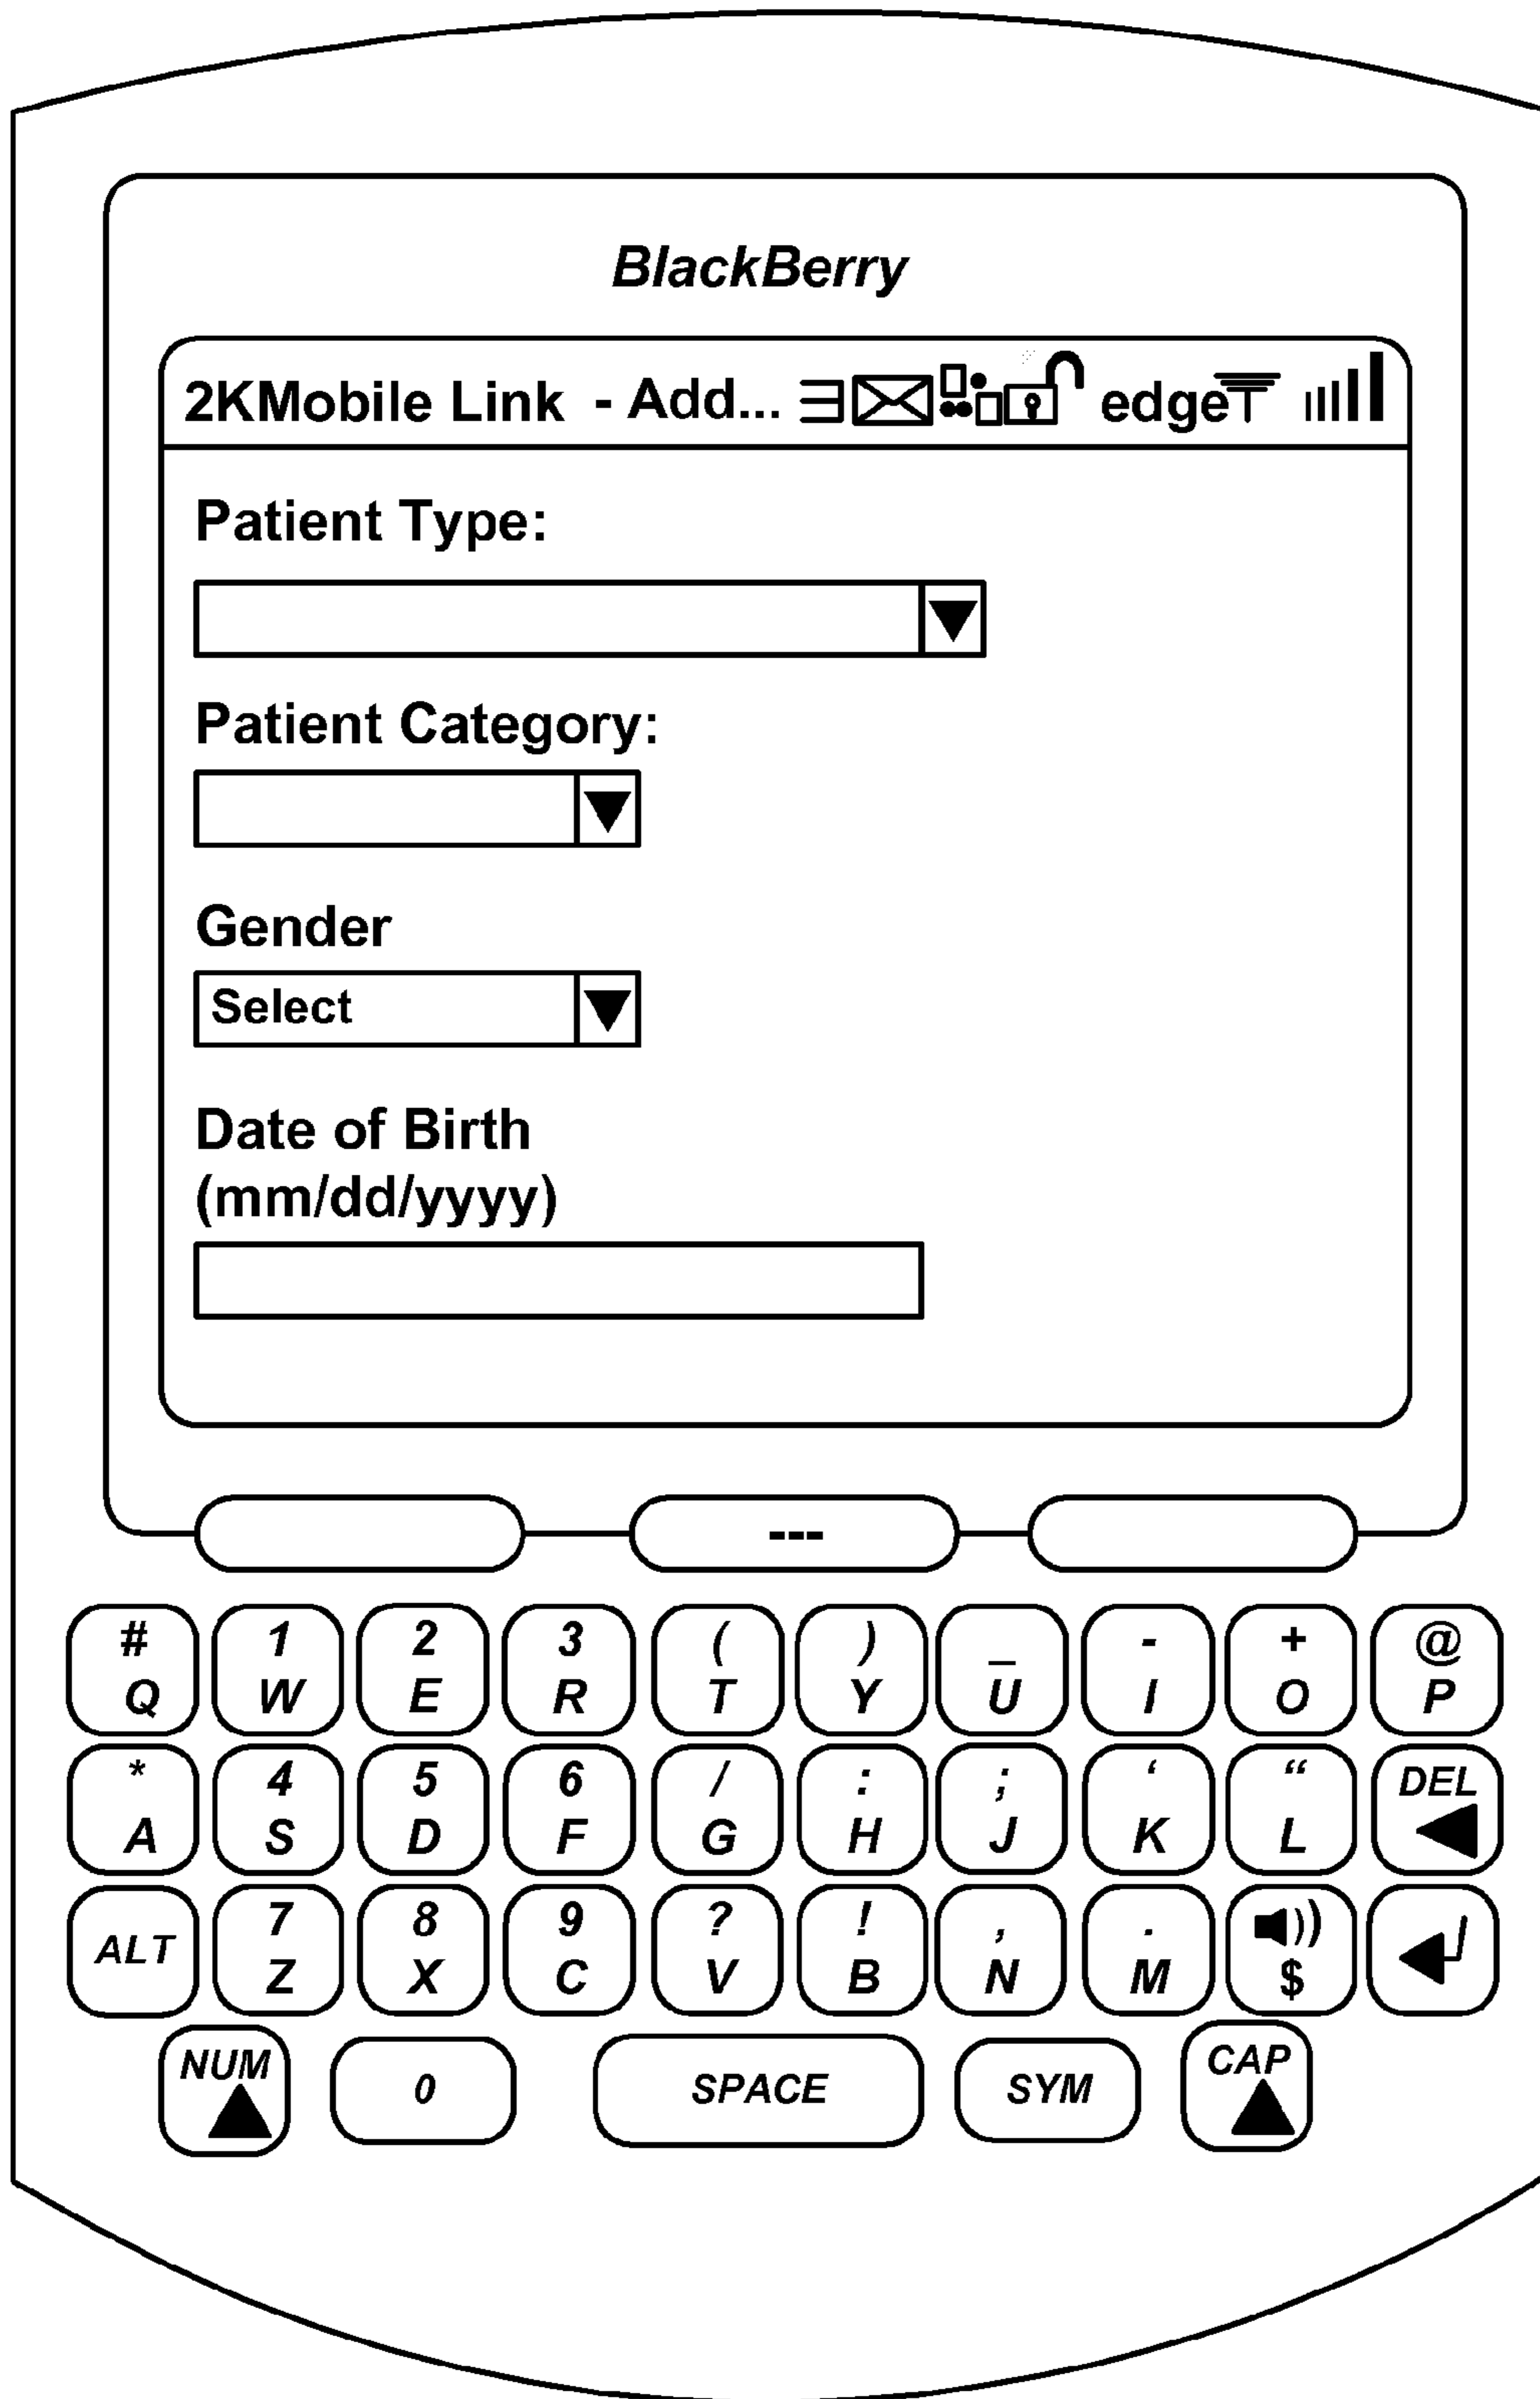 BlackBerry
2KMobile Link - Add... edge
Patient Type:
Patient Category:
Gender
Select
Date of Birth
(mm/dd/yyyy)
---
# 1 2 3 ( ) _ - + @
Q W E R T Y U I O P
* 4 5 6 / : ; ‘ “ DEL
A S D F G H J K L
ALT 7 8 9 ? ! , .
Z X C V B N M $
NUM 0 SPACE SYM CAP